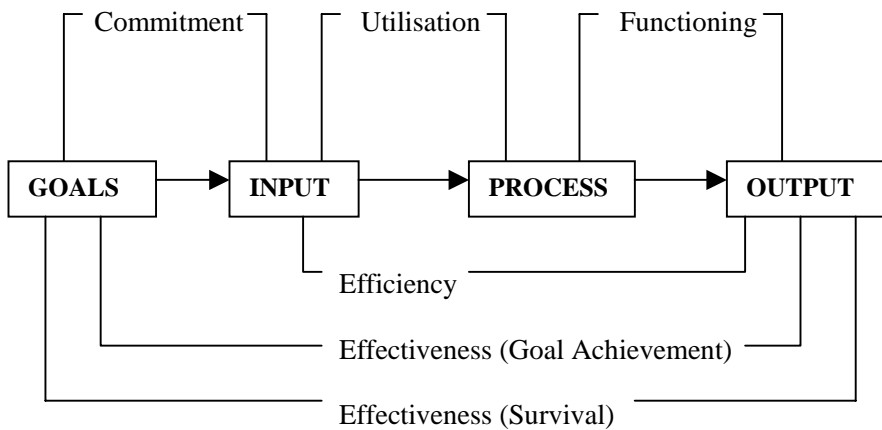 Commitment Utilisation Functioning
GOALS INPUT PROCESS OUTPUT
Efficiency
Effectiveness (Goal Achievement)
Effectiveness (Survival)